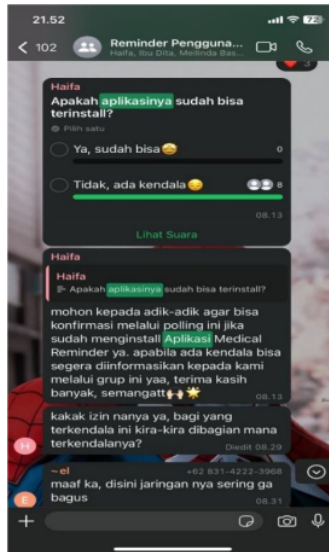 21.52
72
102
Reminder Pengguna...
Haifa, Ibu Dita, Meilinda Bas...
3
Haifa
Apakah aplikasinya sudah bisa
terinstall?
Pilih satu
Ya, sudah bisa🤩 0
Tidak, ada kendala😔 8
08.13
Lihat Suara
Haifa
Haifa
Apakah aplikasinya sudah bisa terinstall?
mohon kepada adik-adik agar bisa
konfirmasi melalui polling ini jika
sudah menginstall Aplikasi Medical
Reminder ya. apabila ada kendala bisa
segera diinformasikan kepada kami
melalui grup ini yaa, terima kasih
banyak, semangatt🙌🌟
08.13
kakak izin nanya ya, bagi yang
terkendala ini kira-kira dibagian mana
terkendalanya?
Diedit 08.29
H
~el +62 831-4222-3968
maaf ka, disini jaringan nya sering ga
bagus
08.31
E